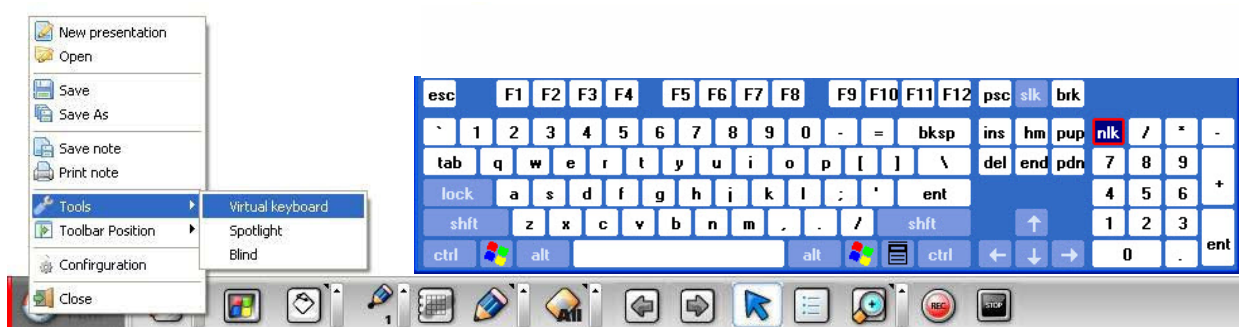 New presentation
Open
Save
Save As
Save note
Print note
Tools
Toolbar Position
Confirguration
Close
Virtual keyboard
Spotlight
Blind
esc F1 F2 F3 F4 F5 F6 F7 F8 F9 F10 F11 F12 psc slk brk
` 1 2 3 4 5 6 7 8 9 0 - = bksp ins hm pup nlk / * -
tab q w e r t y u i o p [ ] \ del end pdn 7 8 9 +
lock a s d f g h j k l ; ' ent 4 5 6
shft z x c v b n m , . / shft ↑ 1 2 3 ent
ctrl alt alt ctrl ← ↓ → 0 .
1 All REC STOP